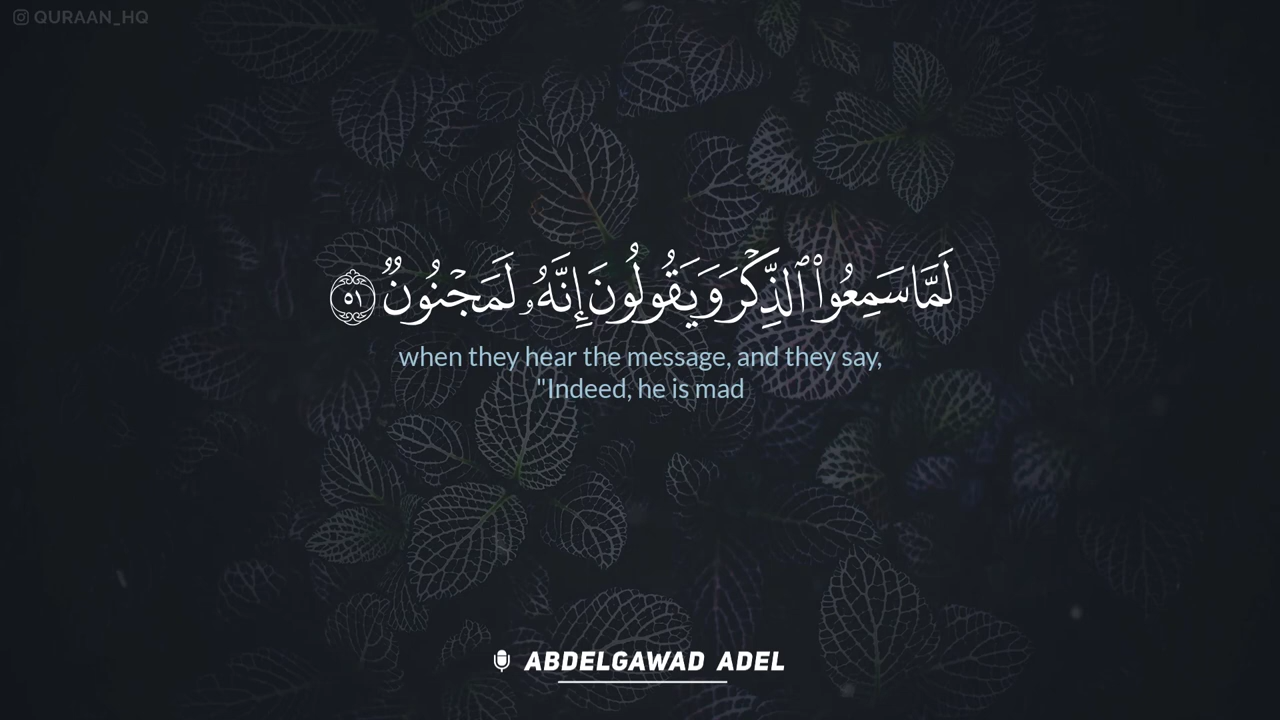 QURAAN_HQ
لَمَّا سَمِعُوا۟ ٱلذِّكْرَ وَيَقُولُونَ إِنَّهُۥ لَمَجْنُونٌ ٥١
when they hear the message, and they say,
"Indeed, he is mad
ABDELGAWAD ADEL